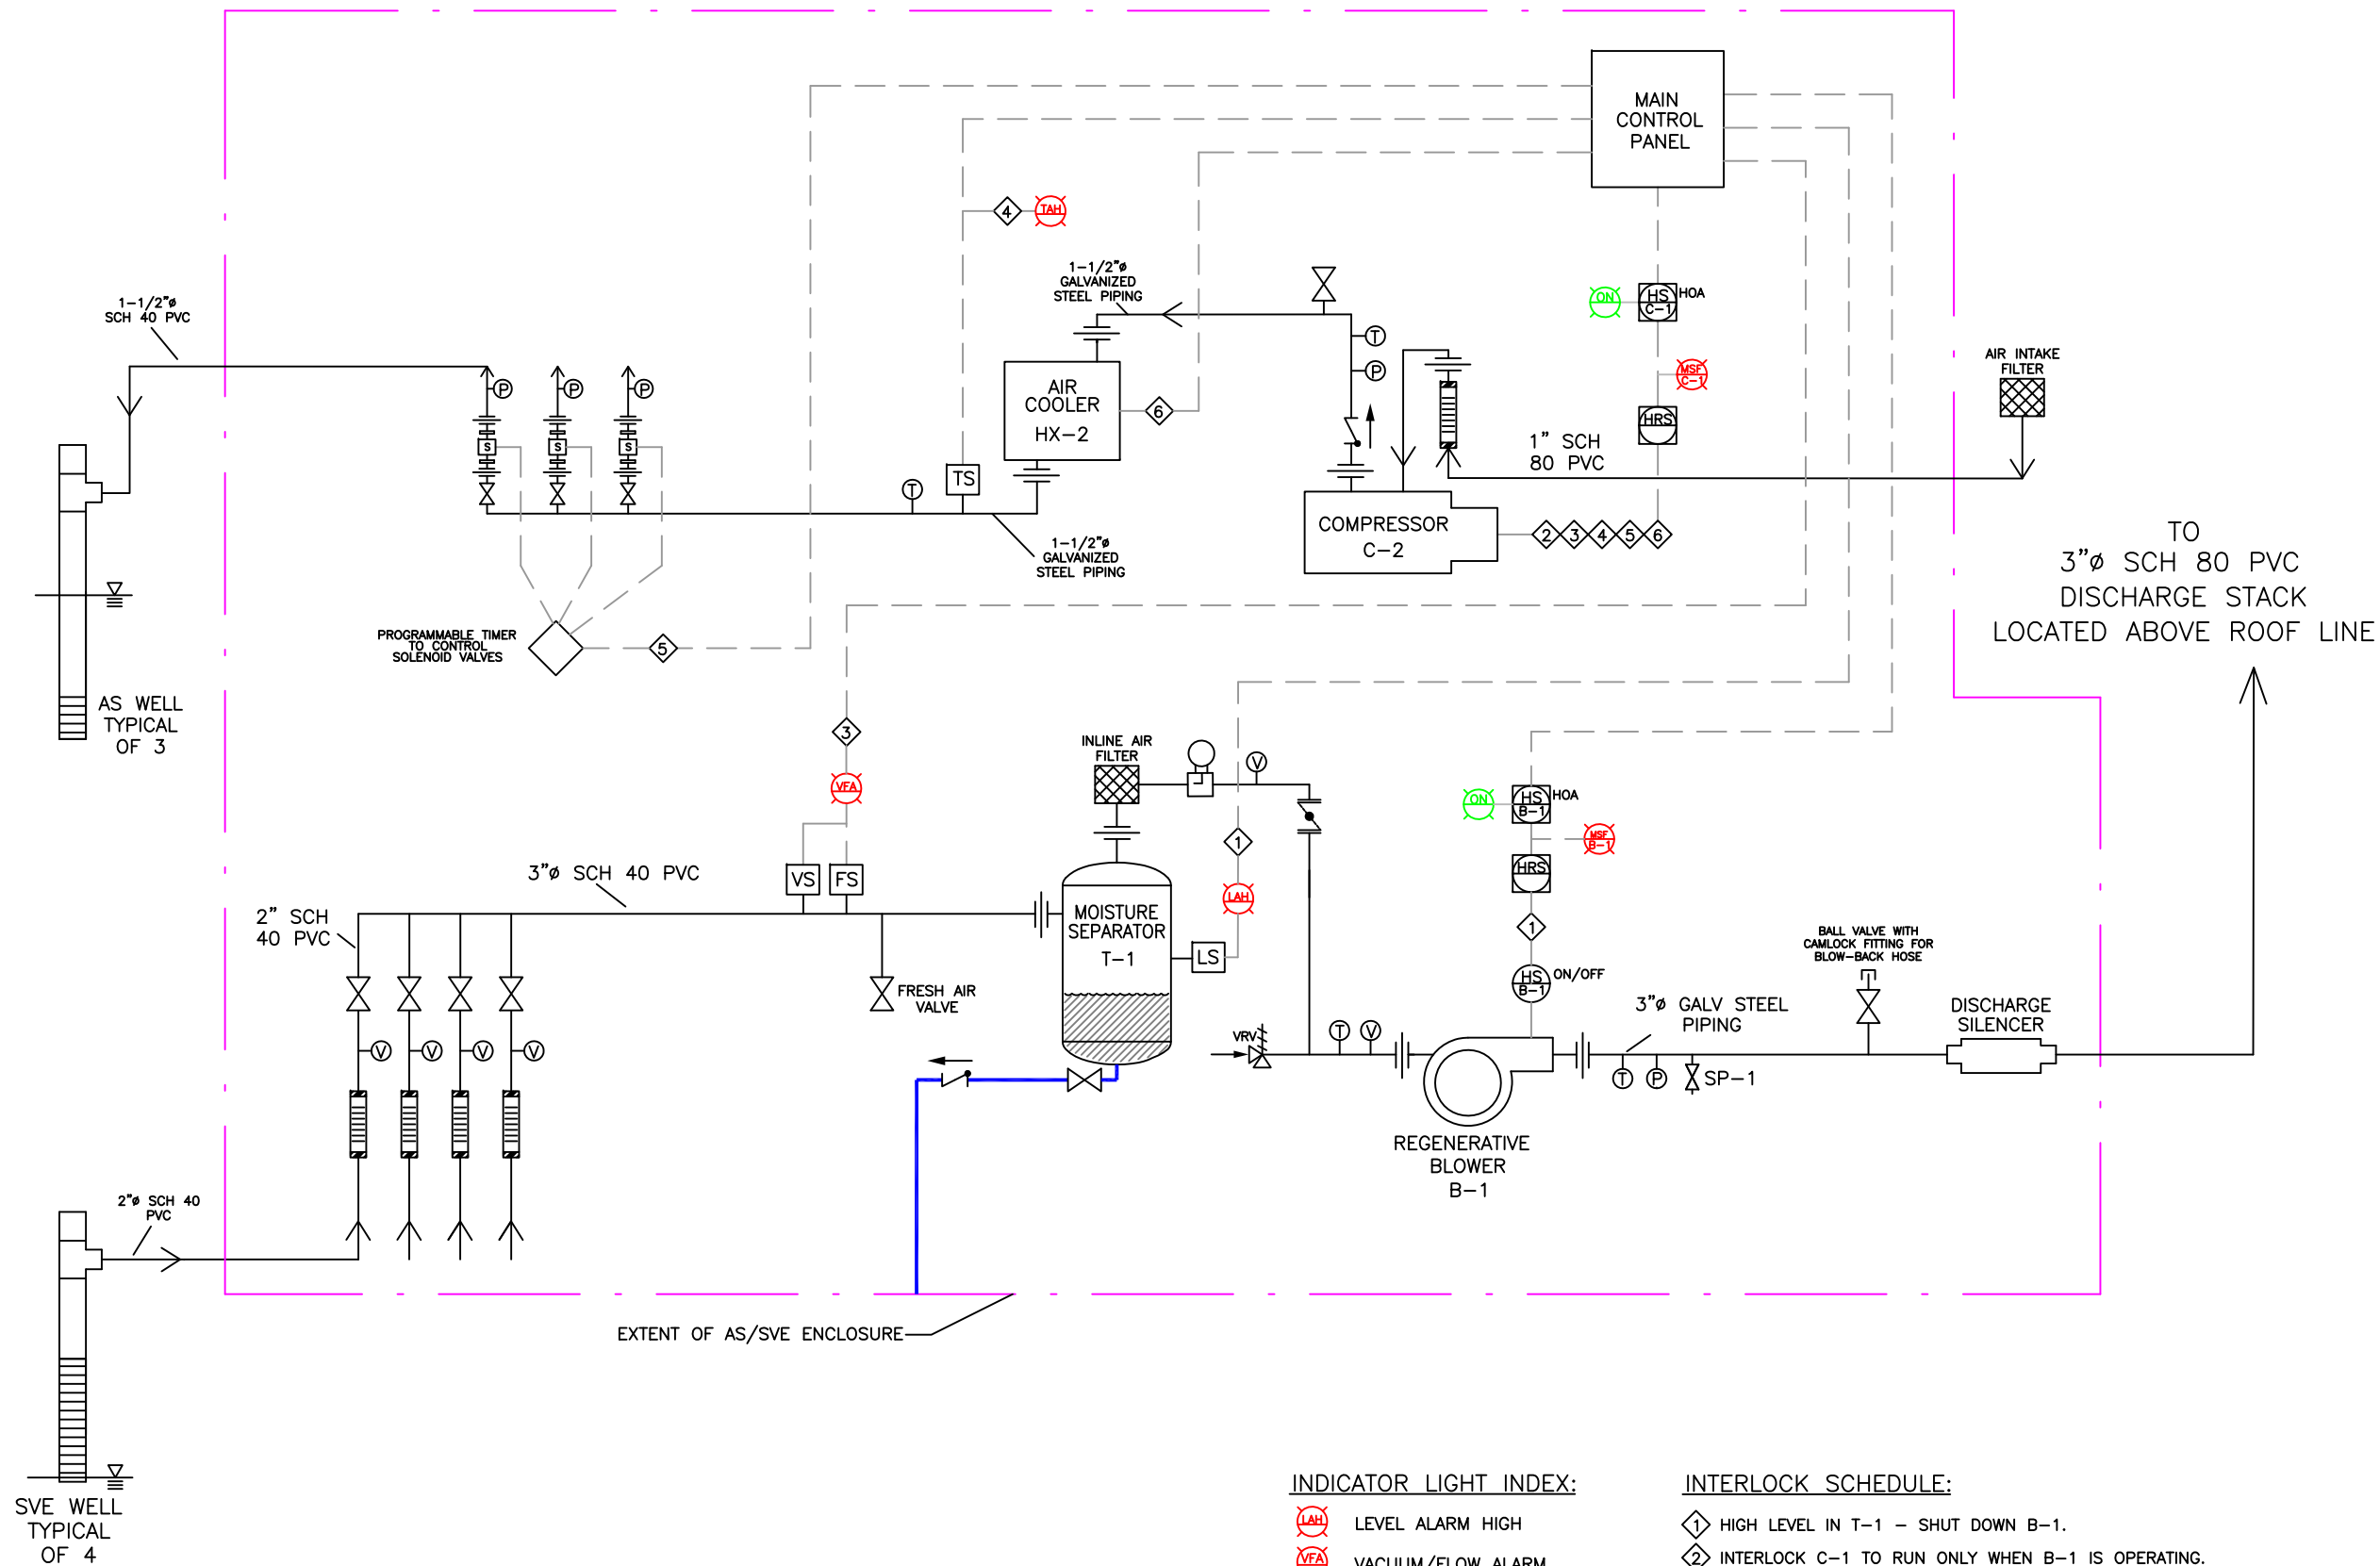 MAIN
CONTROL
PANEL
4
TAH
1-1/2"ø
GALVANIZED
STEEL PIPING
ON
HS
C-1
HOA
1-1/2"ø
SCH 40 PVC
T
P
MSF
C-1
AIR INTAKE
FILTER
P
P
P
AIR
COOLER
HX-2
6
HRS
S
S
S
1" SCH
80 PVC
T
TS
COMPRESSOR
C-2
2
3
4
5
6
1-1/2"ø
GALVANIZED
STEEL PIPING
TO
3"ø SCH 80 PVC
DISCHARGE STACK
LOCATED ABOVE ROOF LINE
PROGRAMMABLE TIMER
TO CONTROL
SOLENOID VALVES
5
AS WELL
TYPICAL
OF 3
3
INLINE AIR
FILTER
V
VFA
ON
HS
B-1
HOA
1
MSF
B-1
HRS
3"ø SCH 40 PVC
VS
FS
LAH
2" SCH
40 PVC
MOISTURE
SEPARATOR
T-1
LS
1
BALL VALVE WITH
CAMLOCK FITTING FOR
BLOW-BACK HOSE
FRESH AIR
VALVE
HS
B-1
ON/OFF
3"ø GALV STEEL
PIPING
DISCHARGE
SILENCER
VRV
T
V
V
V
V
V
T
P
SP-1
REGENERATIVE
BLOWER
B-1
2"ø SCH 40
PVC
EXTENT OF AS/SVE ENCLOSURE
SVE WELL
TYPICAL
OF 4
INDICATOR LIGHT INDEX:
LAH LEVEL ALARM HIGH
VFA VACUUM/FLOW ALARM
INTERLOCK SCHEDULE:
1 HIGH LEVEL IN T-1 - SHUT DOWN B-1.
2 INTERLOCK C-1 TO RUN ONLY WHEN B-1 IS OPERATING.